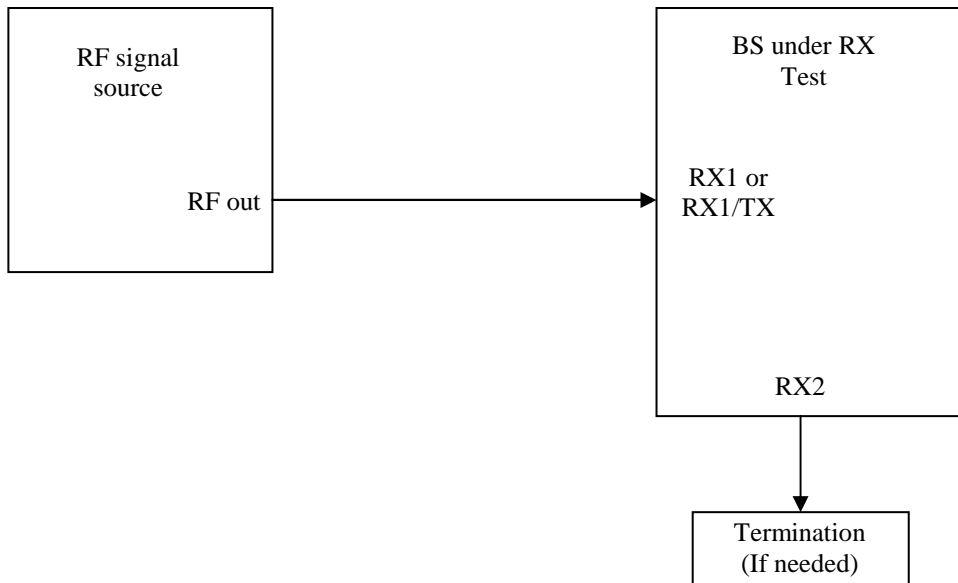 RF signal
source
RF out
BS under RX
Test
RX1 or
RX1/TX
RX2
Termination
(If needed)